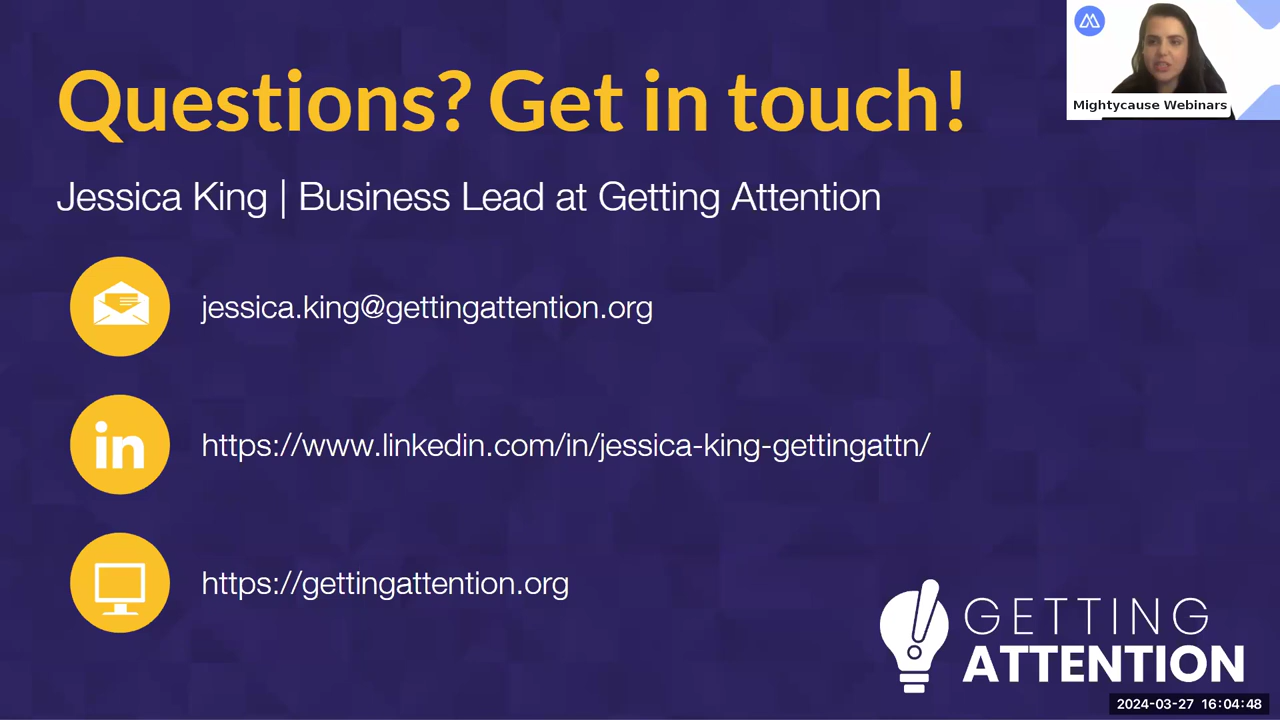 Questions? Get in touch!
Mightycause Webinars
Jessica King | Business Lead at Getting Attention
jessica.king@gettingattention.org
in
https://www.linkedin.com/in/jessica-king-gettingattn/
https://gettingattention.org
GETTING
ATTENTION
2024-03-27 16:04:48